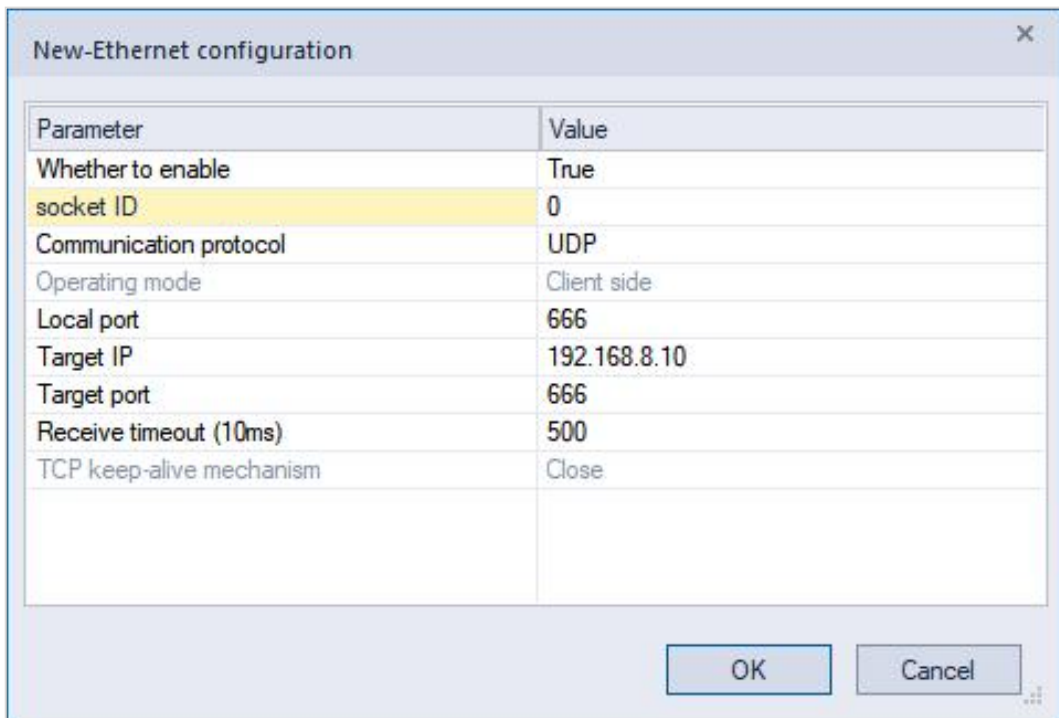 New-Ethernet configuration
Parameter Value
Whether to enable True
socket ID 0
Communication protocol UDP
Operating mode Client side
Local port 666
Target IP 192.168.8.10
Target port 666
Receive timeout (10ms) 500
TCP keep-alive mechanism Close
OK Cancel